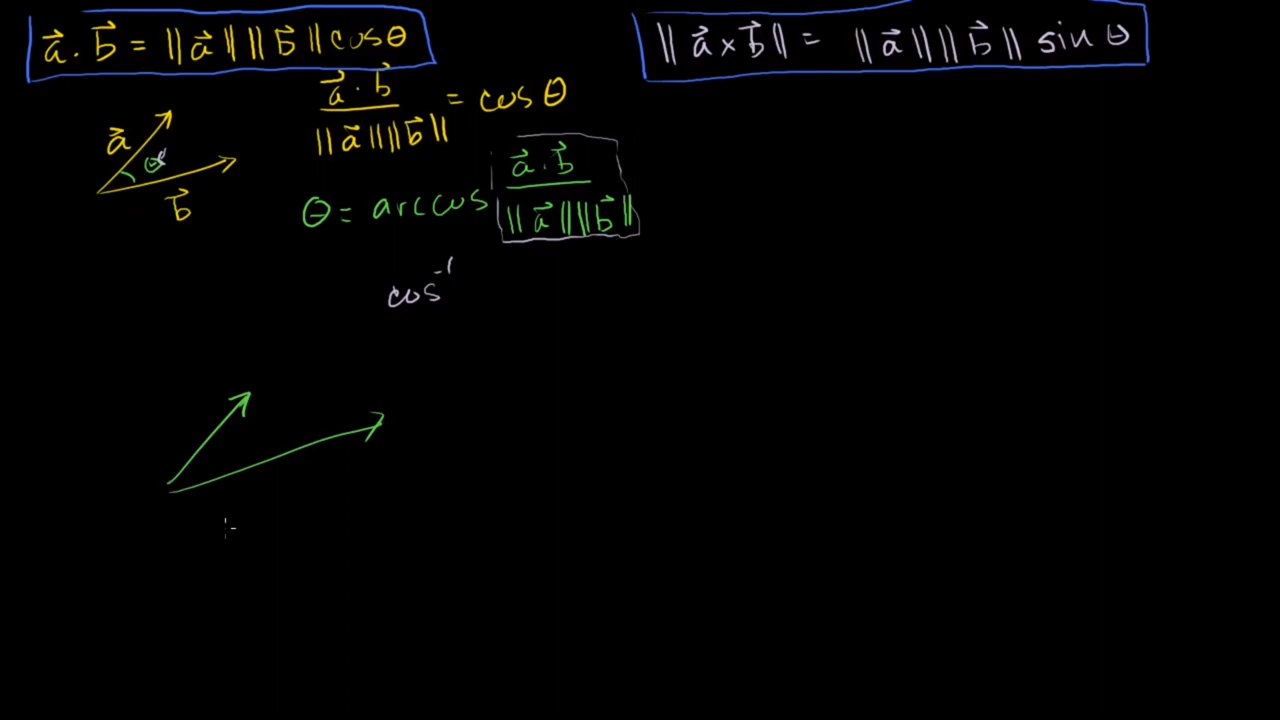 a⃗ · b⃗ = ‖a⃗‖ ‖b⃗‖ cos θ
‖a⃗ × b⃗‖ = ‖a⃗‖ ‖b⃗‖ sin θ
a⃗
θ
b⃗
a⃗ · b⃗ / ‖a⃗‖ ‖b⃗‖ = cos θ
θ = arccos a⃗ · b⃗ / ‖a⃗‖ ‖b⃗‖
cos⁻¹